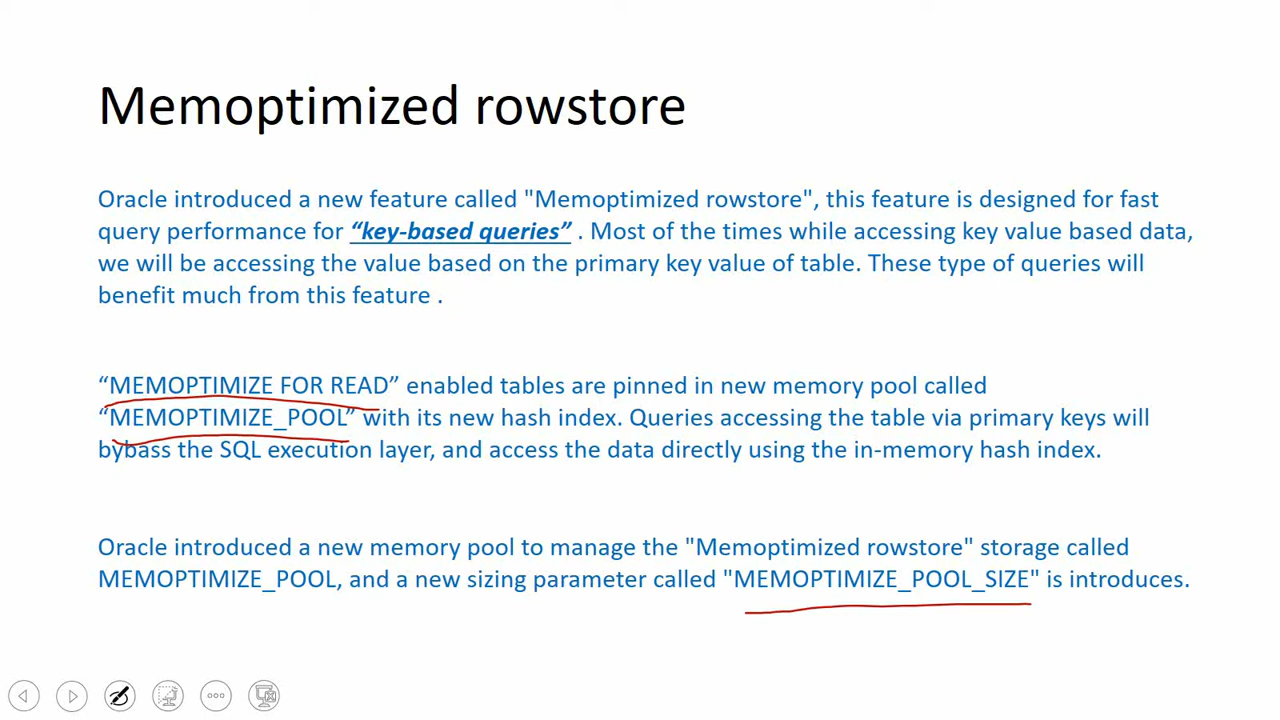 Memoptimized rowstore
Oracle introduced a new feature called "Memoptimized rowstore", this feature is designed for fast
query performance for “key-based queries” . Most of the times while accessing key value based data,
we will be accessing the value based on the primary key value of table. These type of queries will
benefit much from this feature .
“MEMOPTIMIZE FOR READ” enabled tables are pinned in new memory pool called
“MEMOPTIMIZE_POOL” with its new hash index. Queries accessing the table via primary keys will
bybass the SQL execution layer, and access the data directly using the in-memory hash index.
Oracle introduced a new memory pool to manage the "Memoptimized rowstore" storage called
MEMOPTIMIZE_POOL, and a new sizing parameter called "MEMOPTIMIZE_POOL_SIZE" is introduces.